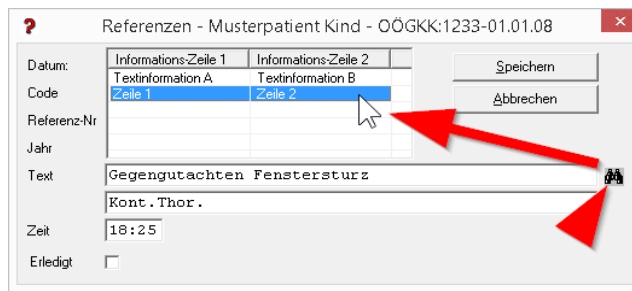 ? Referenzen - Musterpatient Kind - OÖGKK:1233-01.01.08 ×
Datum: Informations-Zeile 1 Informations-Zeile 2 Speichern
Textinformation A Textinformation B
Code Zeile 1 Zeile 2 Abbrechen
Referenz-Nr
Jahr
Text Gegengutachten Fenstersturz
Kont.Thor.
Zeit 18:25
Erledigt